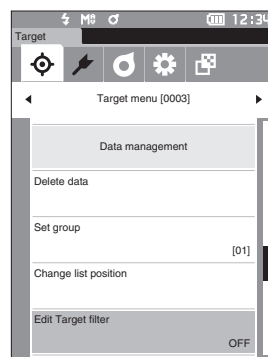 M 12:34
Target
Target menu [0003]
Data management
Delete data
Set group
[01]
Change list position
Edit Target filter
OFF